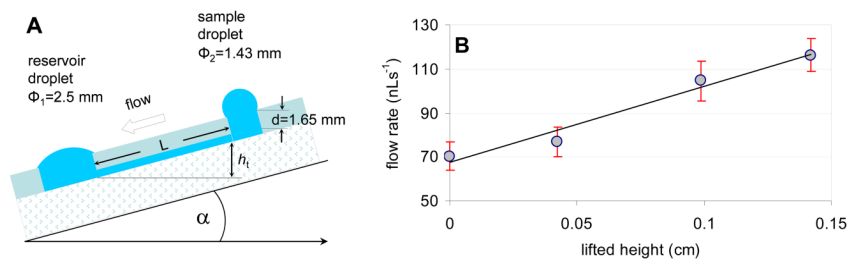 A
sample
droplet
Φ2=1.43 mm
reservoir
droplet
Φ1=2.5 mm
flow
d=1.65 mm
L
ht
α
B
flow rate (nLs⁻¹)
130
110
90
70
50
0
0.05
0.1
0.15
lifted height (cm)